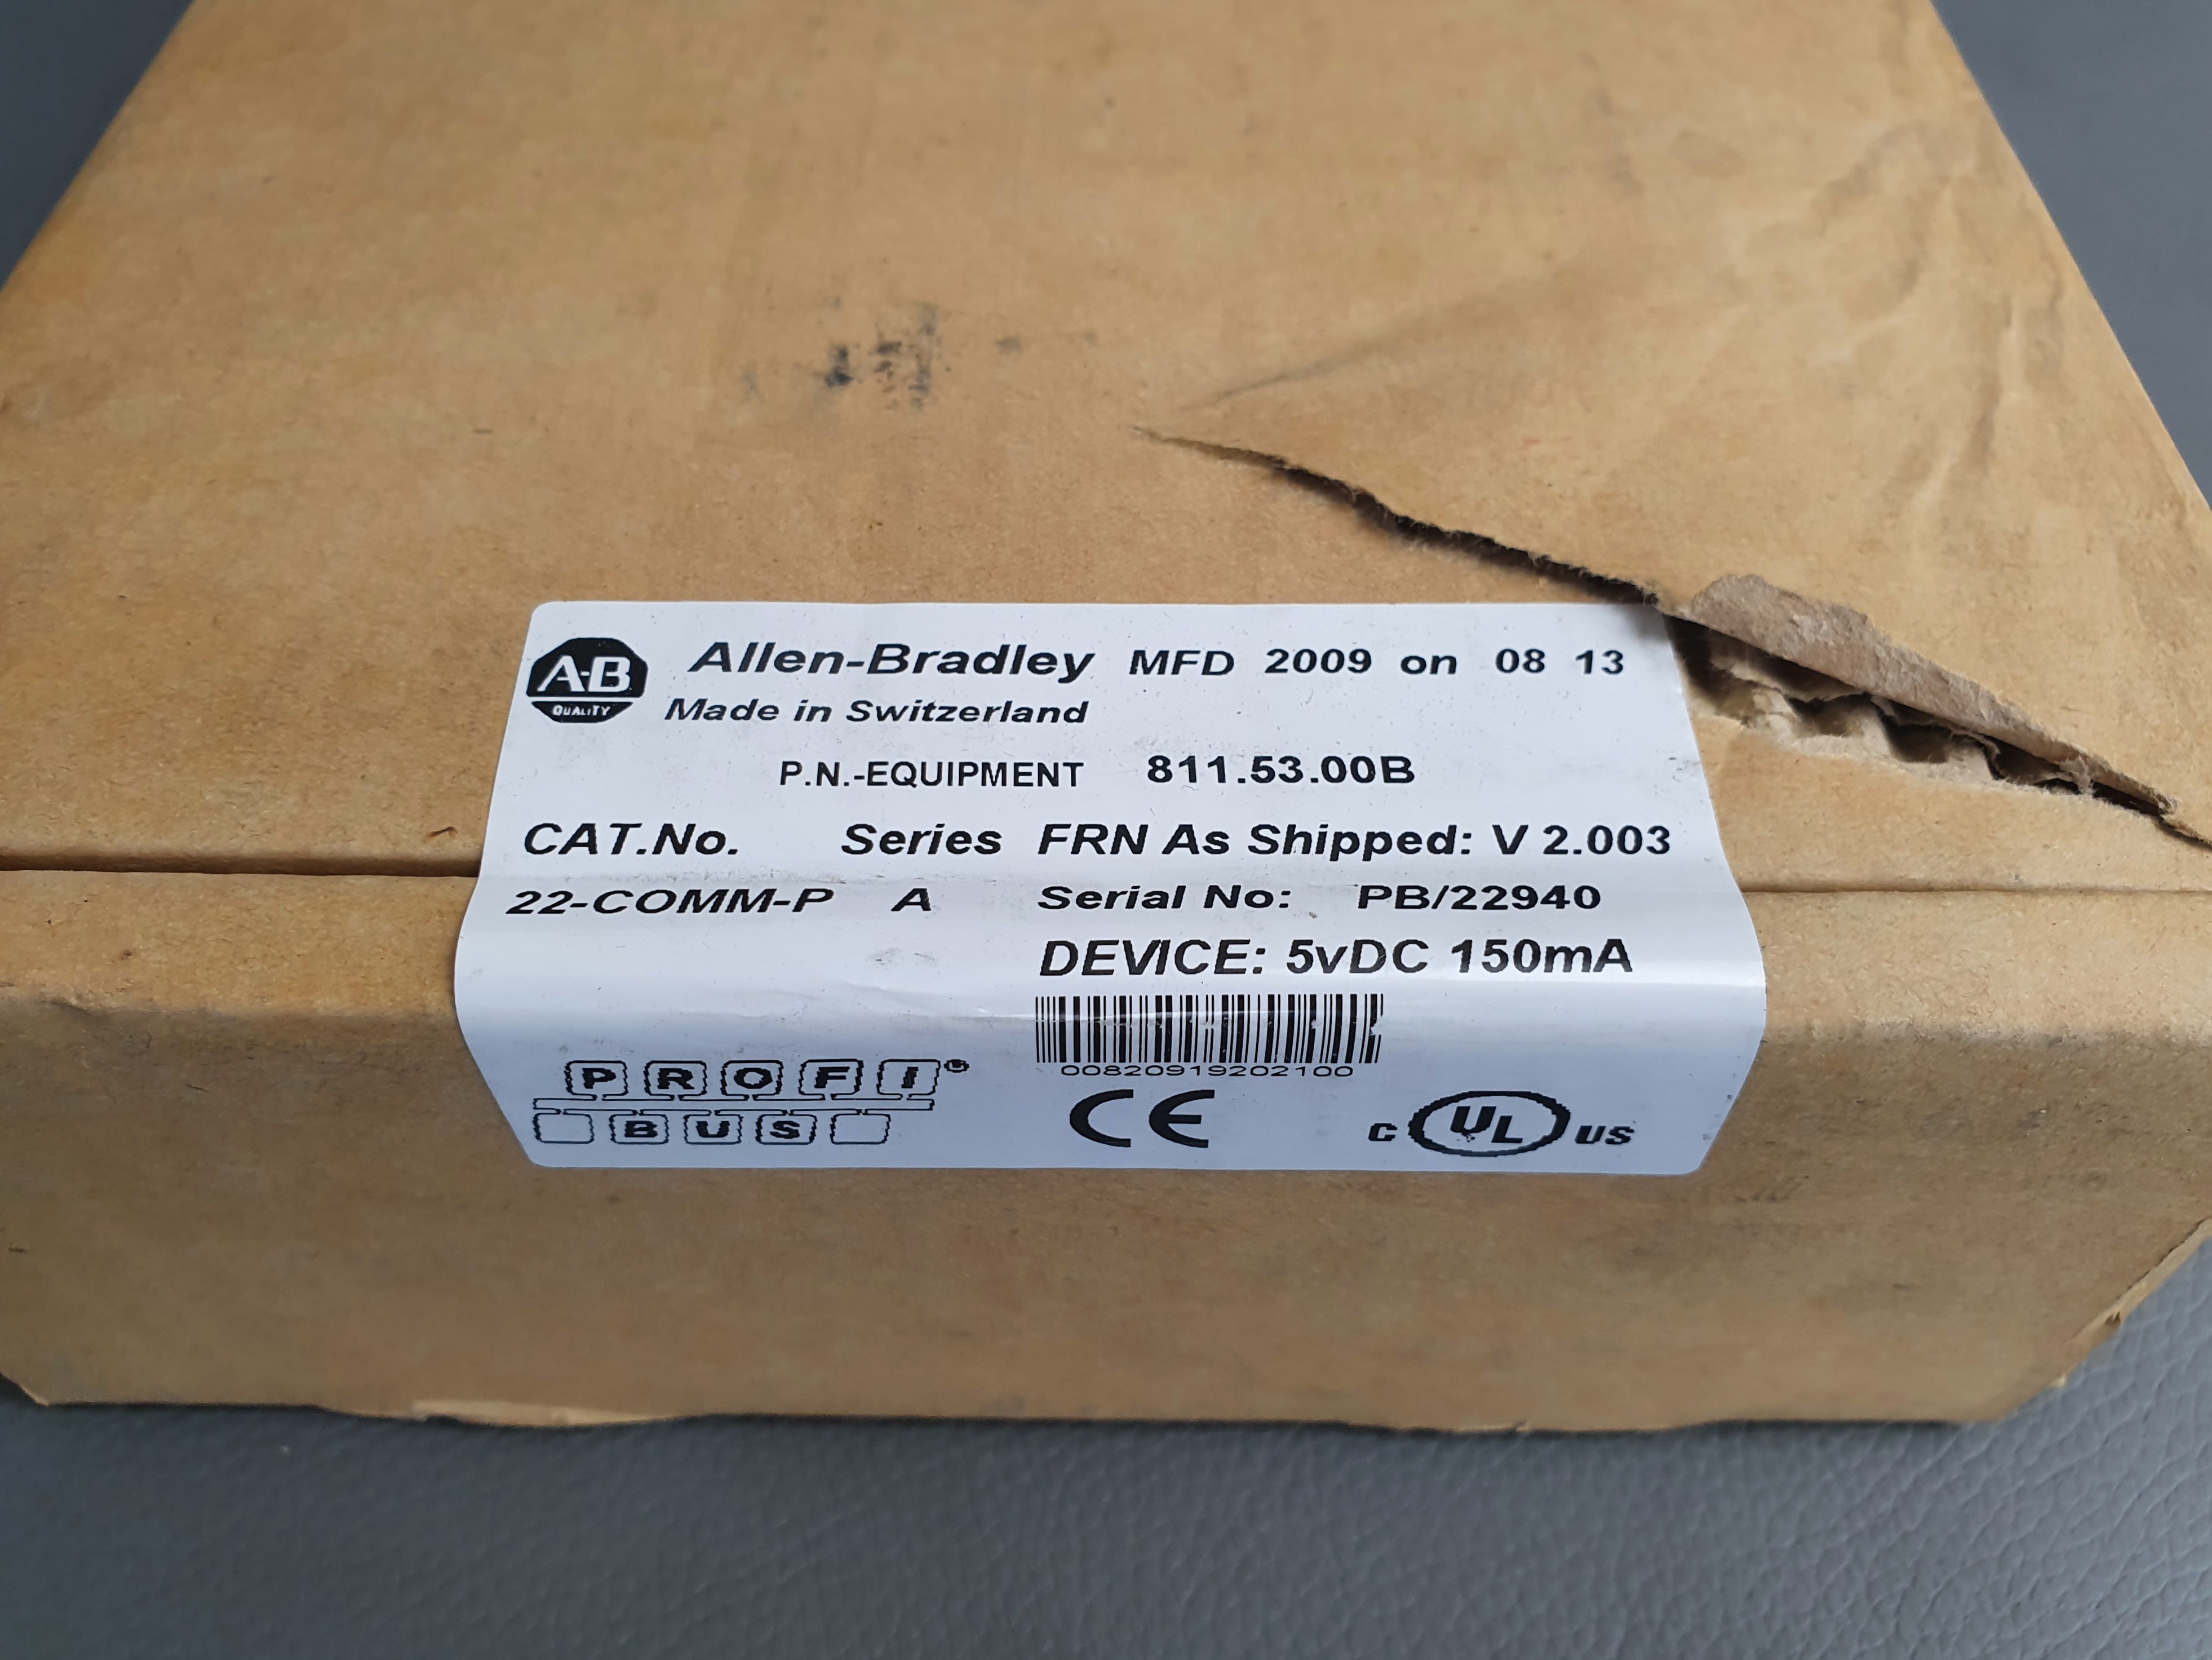 A-B QUALITY
Allen-Bradley MFD 2009 on 08 13
Made in Switzerland
P.N.-EQUIPMENT 811.53.00B
CAT.No. Series FRN As Shipped: V 2.003
22-COMM-P A Serial No: PB/22940
DEVICE: 5vDC 150mA
00820919202100
PROFI®
BUS
CE
C UL US